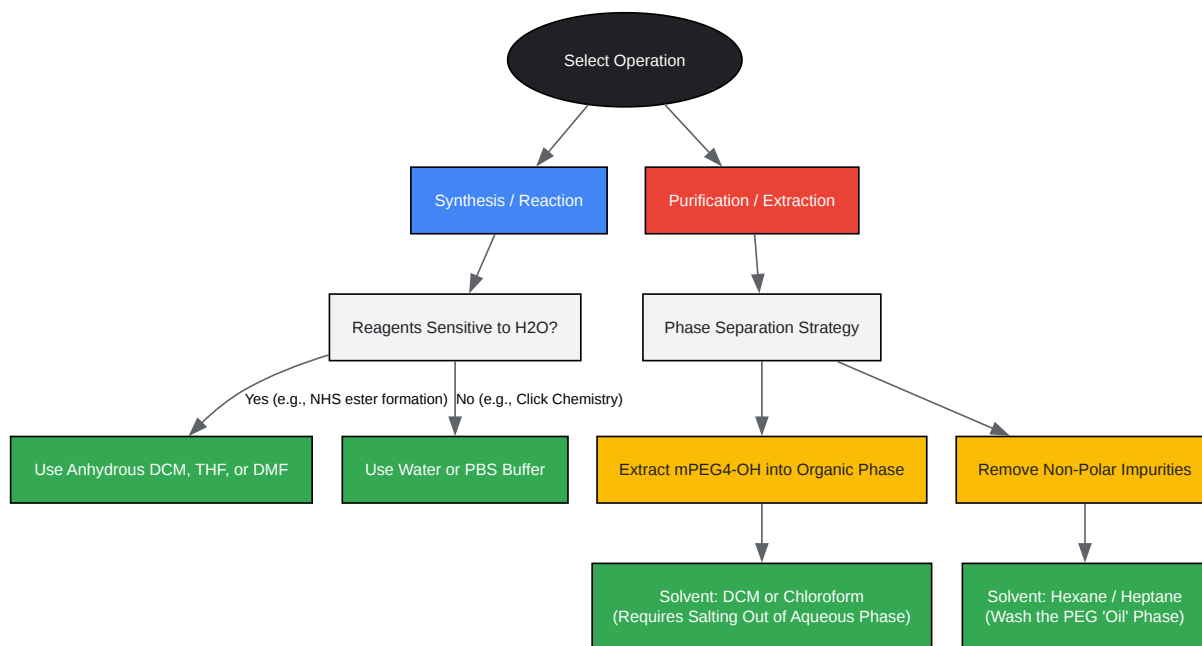 Select Operation
Synthesis / Reaction
Purification / Extraction
Reagents Sensitive to H2O?
Phase Separation Strategy
Yes (e.g., NHS ester formation)
No (e.g., Click Chemistry)
Use Anhydrous DCM, THF, or DMF
Use Water or PBS Buffer
Extract mPEG4-OH into Organic Phase
Remove Non-Polar Impurities
Solvent: DCM or Chloroform
(Requires Salting Out of Aqueous Phase)
Solvent: Hexane / Heptane
(Wash the PEG 'Oil' Phase)